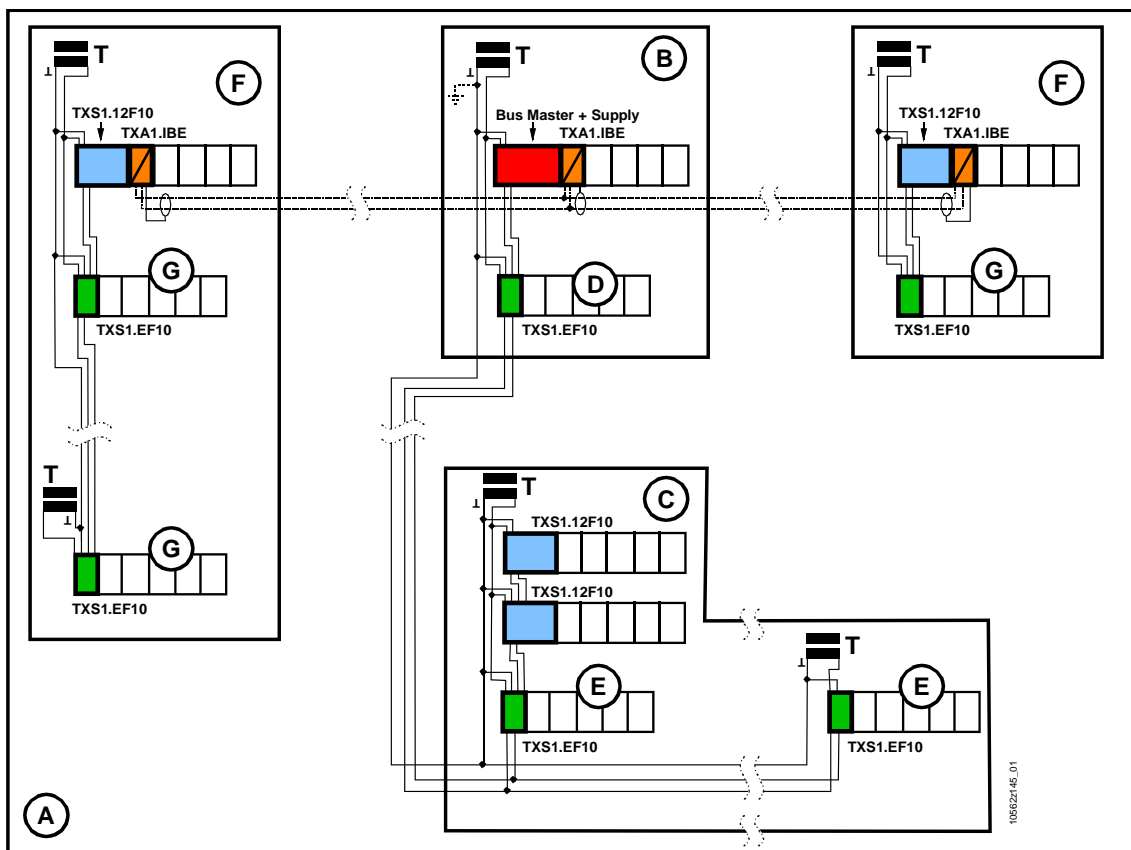 T
F
TXS1.12F10
TXA1.IBE
G
TXS1.EF10
T
G
TXS1.EF10
T
B
Bus Master + Supply
TXA1.IBE
D
TXS1.EF10
T
F
TXS1.12F10
TXA1.IBE
G
TXS1.EF10
T
C
TXS1.12F10
TXS1.12F10
E
TXS1.EF10
T
E
TXS1.EF10
A
10562z145_01